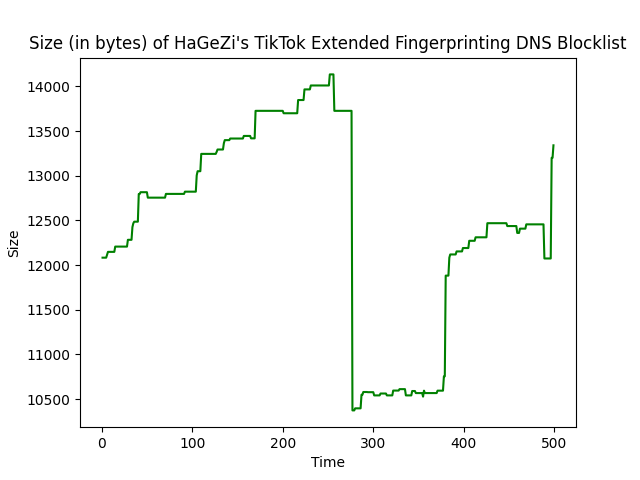 Size (in bytes) of HaGeZi's TikTok Extended Fingerprinting DNS Blocklist
14000
13500
13000
12500
12000
11500
11000
10500
Size
0 100 200 300 400 500
Time